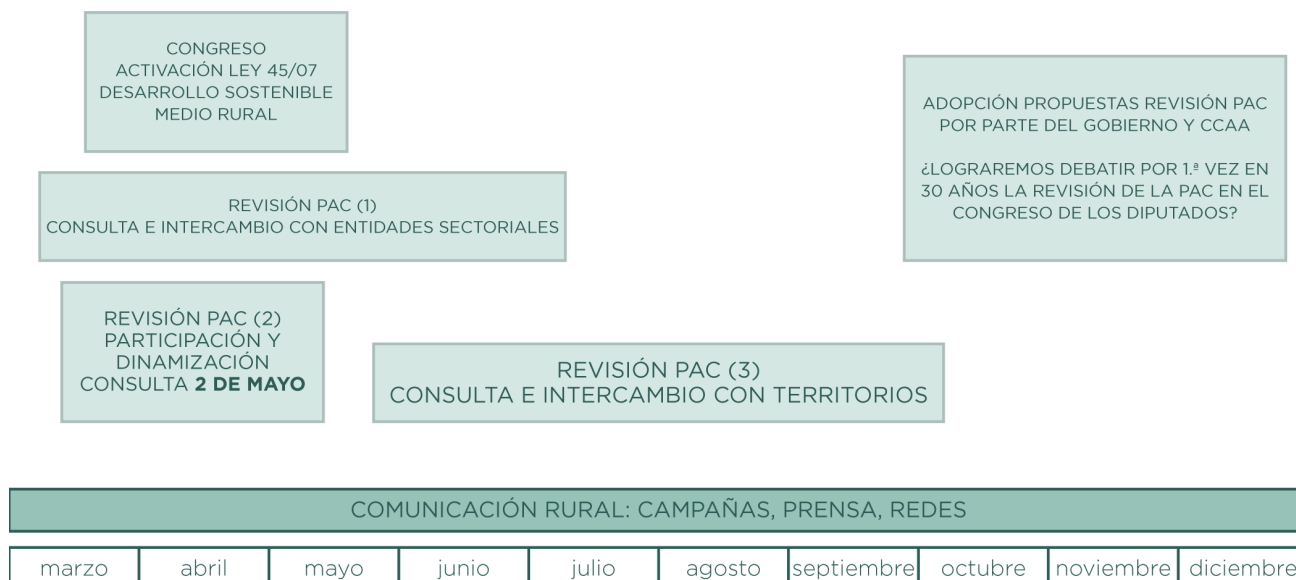 CONGRESO
ACTIVACIÓN LEY 45/07
DESARROLLO SOSTENIBLE
MEDIO RURAL
ADOPCIÓN PROPUESTAS REVISIÓN PAC
POR PARTE DEL GOBIERNO Y CCAA
¿LOGRAREMOS DEBATIR POR 1.ª VEZ EN
30 AÑOS LA REVISIÓN DE LA PAC EN EL
CONGRESO DE LOS DIPUTADOS?
REVISIÓN PAC (1)
CONSULTA E INTERCAMBIO CON ENTIDADES SECTORIALES
REVISIÓN PAC (2)
PARTICIPACIÓN Y
DINAMIZACIÓN
CONSULTA 2 DE MAYO
REVISIÓN PAC (3)
CONSULTA E INTERCAMBIO CON TERRITORIOS
COMUNICACIÓN RURAL: CAMPAÑAS, PRENSA, REDES
marzo abril mayo junio julio agosto septiembre octubre noviembre diciembre